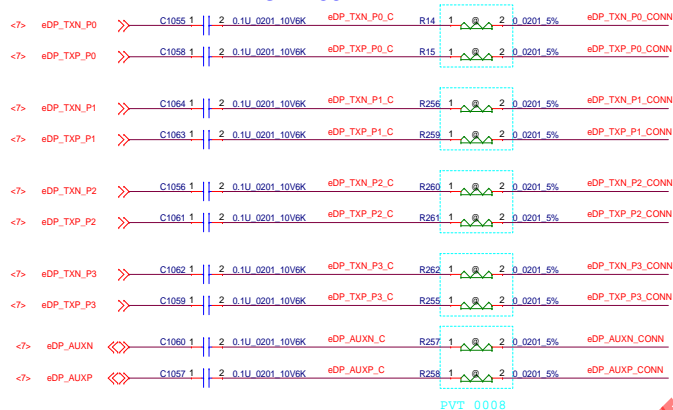 <7> eDP_TXN_P0 C1055 1 2 0.1U_0201_10V6K eDP_TXN_P0_C R14 1 @ 2 0_0201_5% eDP_TXN_P0_CONN
<7> eDP_TXP_P0 C1058 1 2 0.1U_0201_10V6K eDP_TXP_P0_C R15 1 @ 2 0_0201_5% eDP_TXP_P0_CONN
<7> eDP_TXN_P1 C1064 1 2 0.1U_0201_10V6K eDP_TXN_P1_C R256 1 @ 2 0_0201_5% eDP_TXN_P1_CONN
<7> eDP_TXP_P1 C1063 1 2 0.1U_0201_10V6K eDP_TXP_P1_C R259 1 @ 2 0_0201_5% eDP_TXP_P1_CONN
<7> eDP_TXN_P2 C1056 1 2 0.1U_0201_10V6K eDP_TXN_P2_C R260 1 @ 2 0_0201_5% eDP_TXN_P2_CONN
<7> eDP_TXP_P2 C1061 1 2 0.1U_0201_10V6K eDP_TXP_P2_C R261 1 @ 2 0_0201_5% eDP_TXP_P2_CONN
<7> eDP_TXN_P3 C1062 1 2 0.1U_0201_10V6K eDP_TXN_P3_C R262 1 @ 2 0_0201_5% eDP_TXN_P3_CONN
<7> eDP_TXP_P3 C1059 1 2 0.1U_0201_10V6K eDP_TXP_P3_C R255 1 @ 2 0_0201_5% eDP_TXP_P3_CONN
<7> eDP_AUXN C1060 1 2 0.1U_0201_10V6K eDP_AUXN_C R257 1 @ 2 0_0201_5% eDP_AUXN_CONN
<7> eDP_AUXP C1057 1 2 0.1U_0201_10V6K eDP_AUXP_C R258 1 @ 2 0_0201_5% eDP_AUXP_CONN
PVT 0008